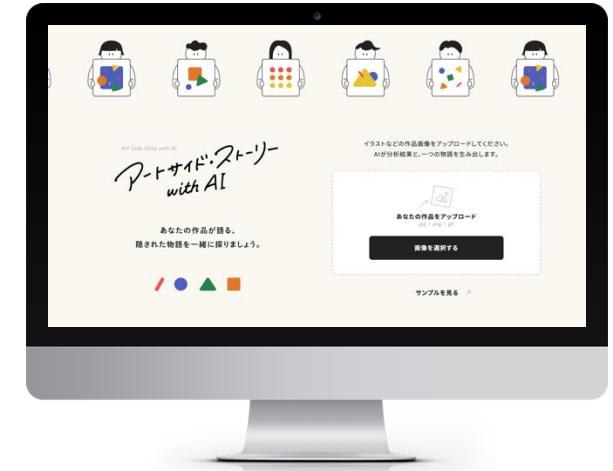 Art Side Story with AI
アートサイド・ストーリー
with AI
あなたの作品が語る、
隠された物語を一緒に探りましょう。
イラストなどの作品画像をアップロードしてください。
AIが分析結果と、一つの物語を生み出します。
あなたの作品をアップロード
jpg / png / gif
画像を選択する
サンプルを見る